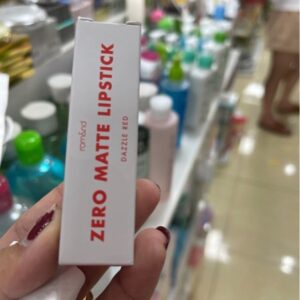 rom&nd
ZERO MATTE LIPSTICK
DAZZLE RED